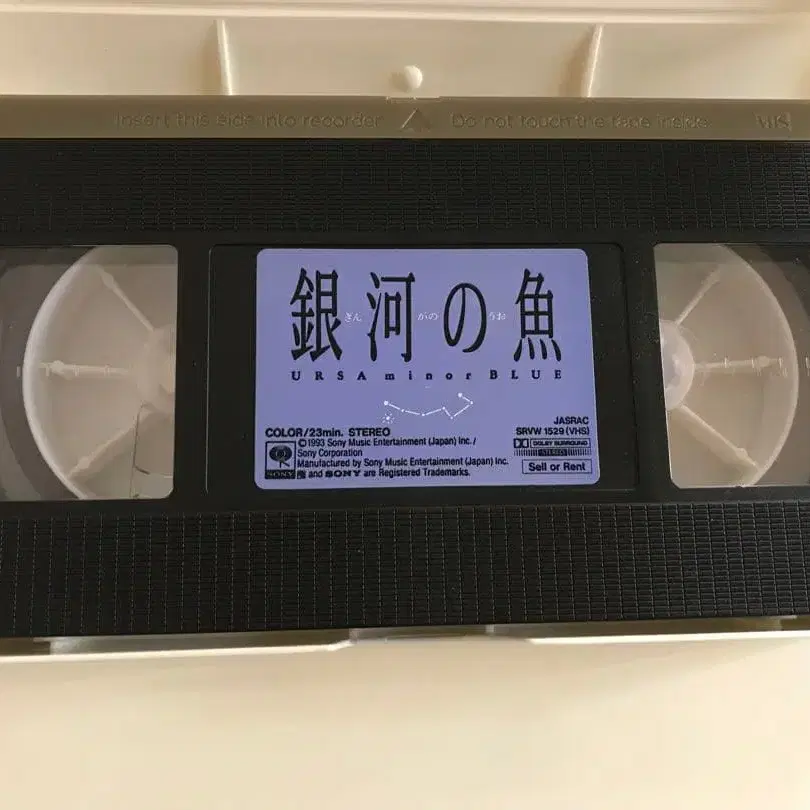 Insert this side into recorder △ Do not touch the tape inside VHS
銀河の魚
ぎん がの うお
URSA minor BLUE
COLOR/23min. STEREO
JASRAC
SRVW 1529 (VHS)
©1993 Sony Music Entertainment (Japan) Inc./
Sony Corporation
Manufactured by Sony Music Entertainment (Japan) Inc.
and SONY are Registered Trademarks.
SONY
DOLBY SURROUND
STEREO
Sell or Rent